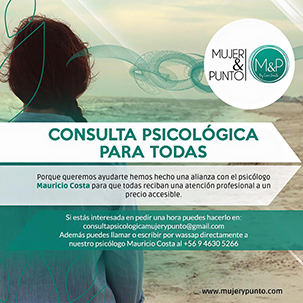 MUJER
&
PUNTO
M&P
CONSULTA PSICOLÓGICA
PARA TODAS
Porque queremos ayudarte hemos hecho una alianza con el psicólogo
Mauricio Costa para que todas reciban una atención profesional a un
precio accesible.
Si estás interesada en pedir una hora puedes hacerlo en:
consultapsicologicamujerypunto@gmail.com
Además puedes llamar o escribir por wassap directamente a
nuestro psicólogo Mauricio Costa al +56 9 4630 5266
www.mujerypunto.com